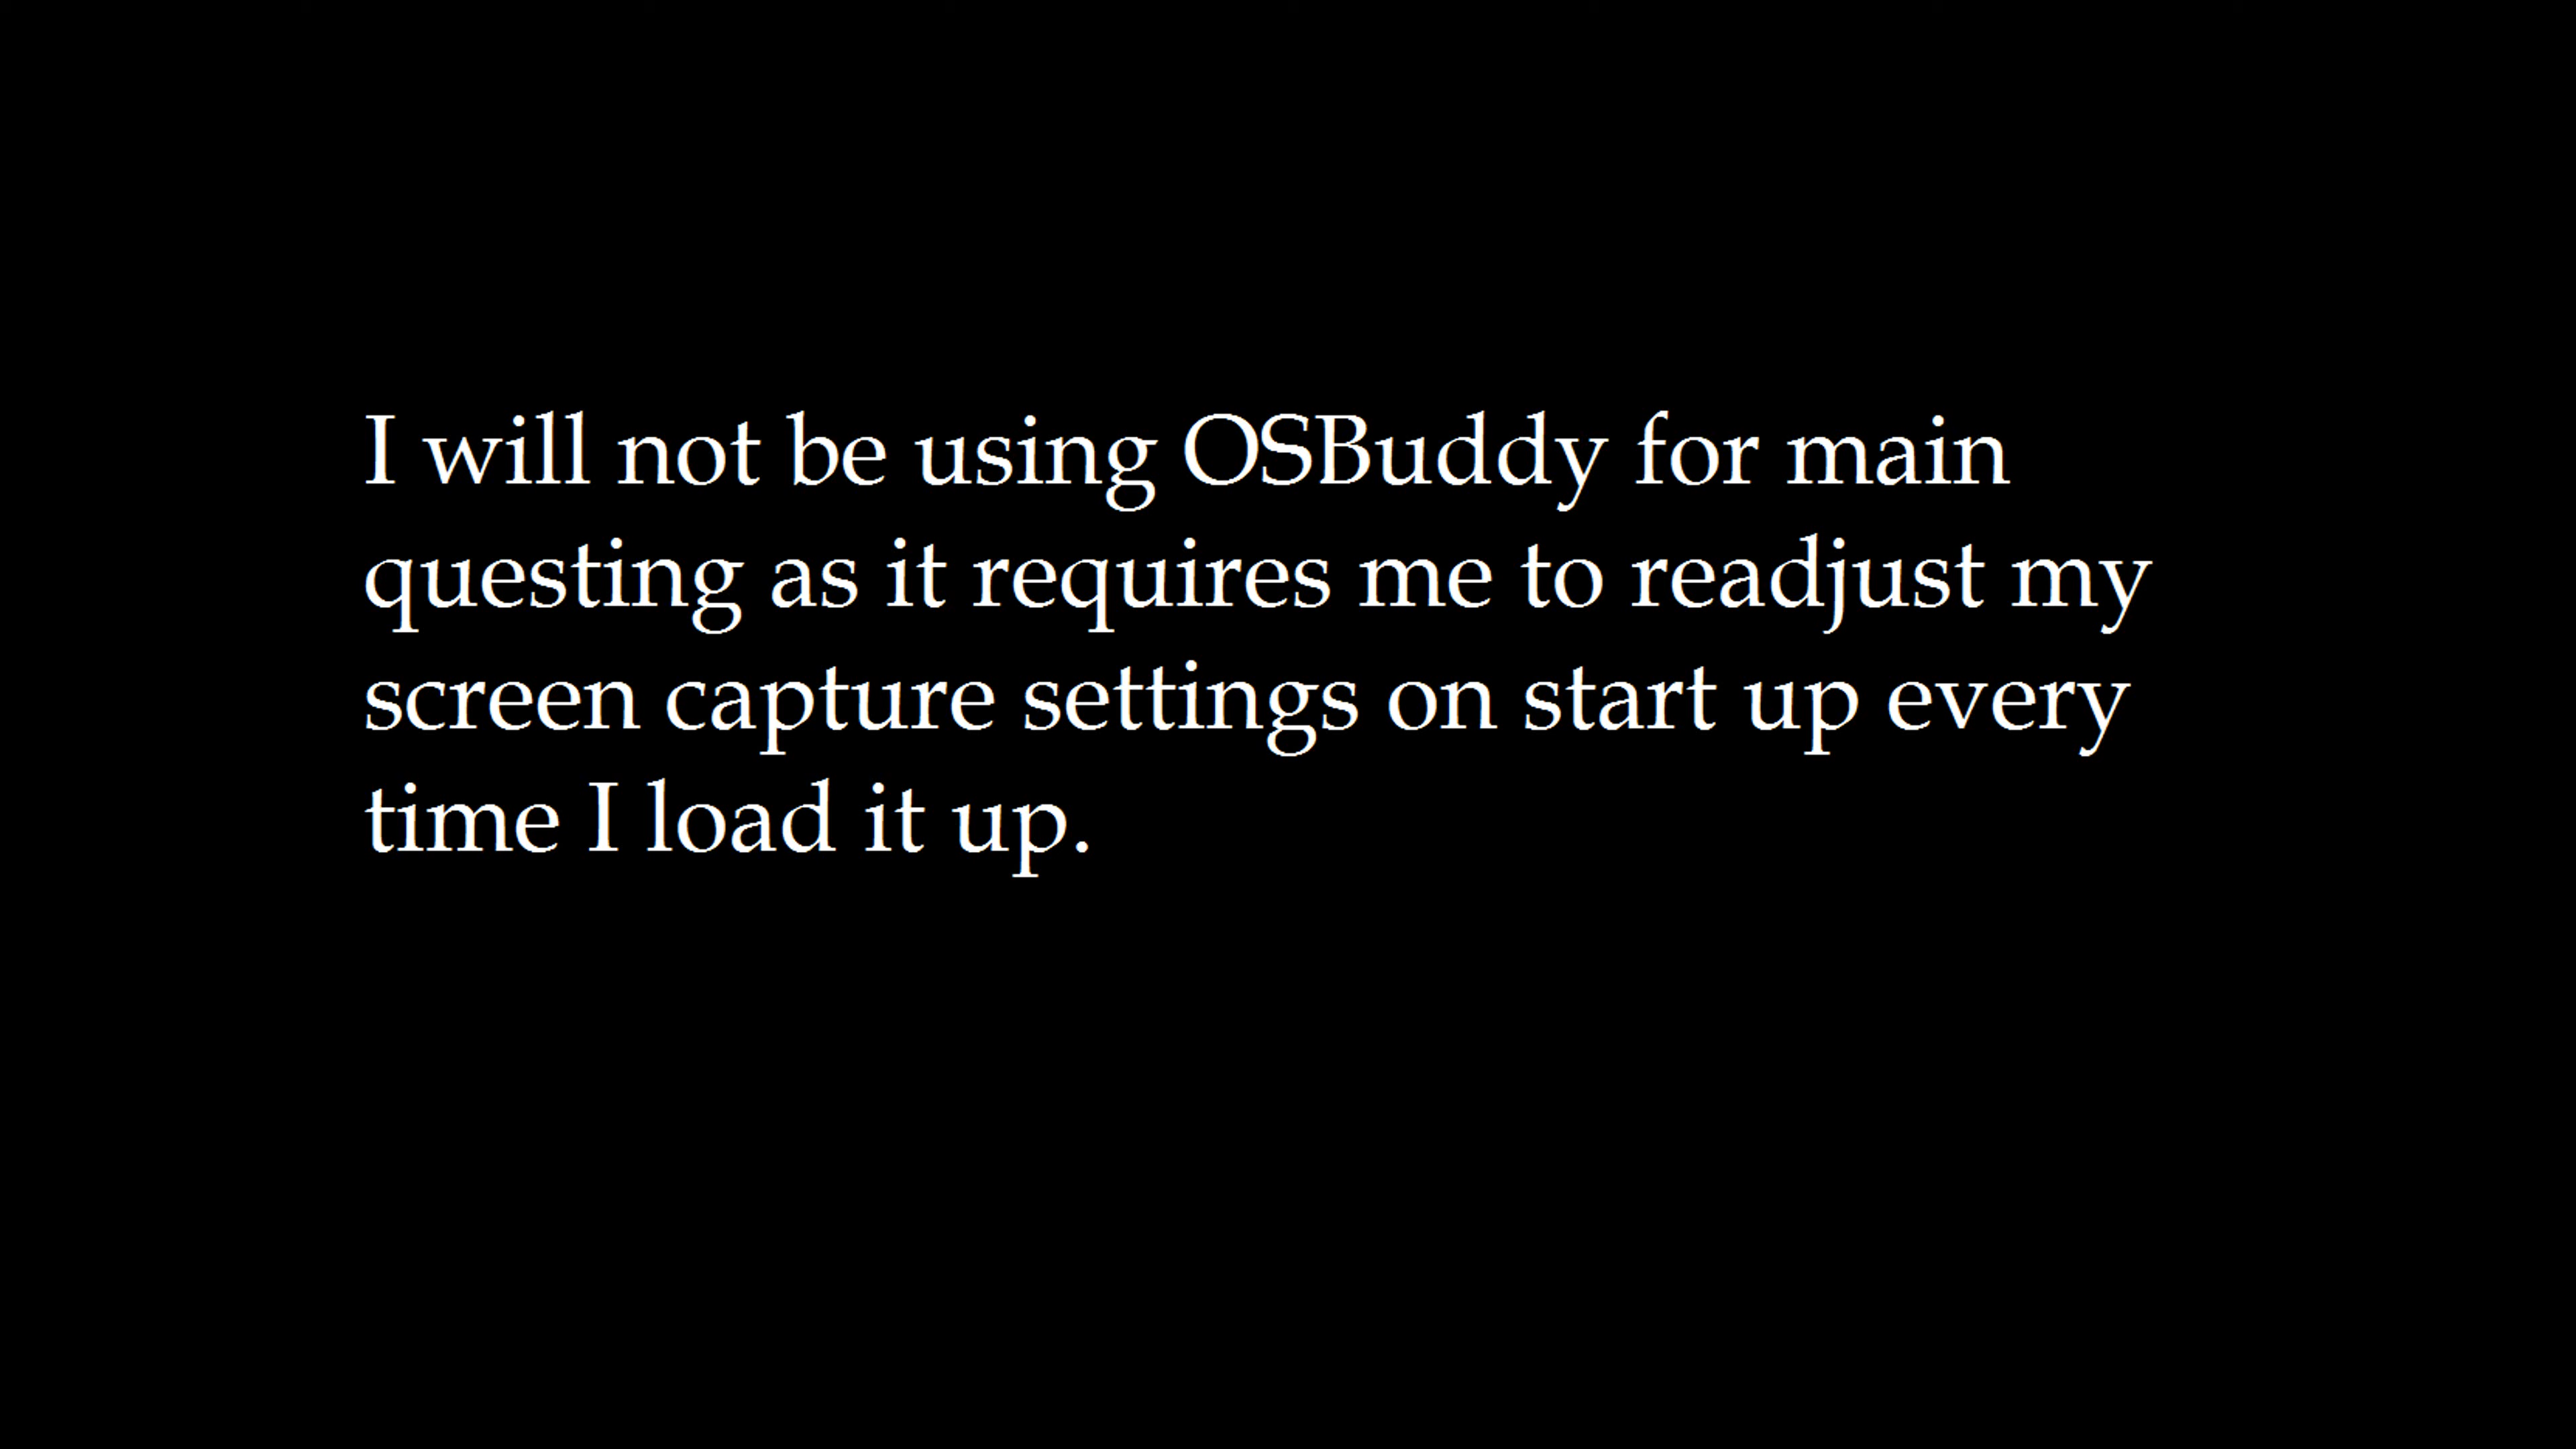 I will not be using OSBuddy for main
questing as it requires me to readjust my
screen capture settings on start up every
time I load it up.